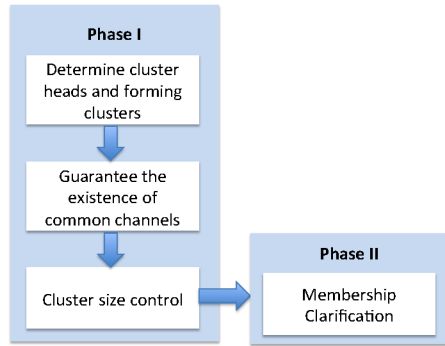 Phase I
Determine cluster
heads and forming
clusters
Guarantee the
existence of
common channels
Cluster size control
Phase II
Membership
Clarification